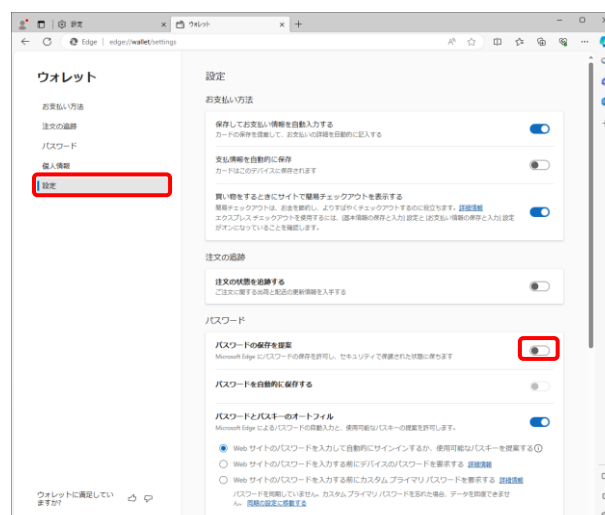 設定
ウォレット
Edge
edge://wallet/settings
ウォレット
お支払い方法
注文の追跡
パスワード
個人情報
設定
ウォレットに満足してい
ますか?
設定
お支払い方法
保存してお支払い情報を自動入力する
カードの保存を提案して、お支払いの詳細を自動的に記入する
支払情報を自動的に保存
カードはこのデバイスに保存されます
買い物をするときにサイトで簡易チェックアウトを表示する
簡易チェックアウトは、お金を節約し、よりすばやくチェックアウトするのに役立ちます。詳細情報
エクスプレス チェックアウトを使用するには、[基本情報の保存と入力] 設定と [お支払い情報の保存と入力] 設定
がオンになっていることを確認します。
注文の追跡
注文の状態を追跡する
ご注文に関する出荷と配送の更新情報を入手する
パスワード
パスワードの保存を提案
Microsoft Edge にパスワードの保存を許可し、セキュリティで保護された状態に保ちます
パスワードを自動的に保存する
パスワードとパスキーのオートフィル
Microsoft Edge によるパスワードの自動入力と、使用可能なパスキーの提案を許可します。
Web サイトのパスワードを入力して自動的にサインインするか、使用可能なパスキーを提案する
Web サイトのパスワードを入力する前にデバイスのパスワードを要求する 詳細情報
Web サイトのパスワードを入力する前にカスタム プライマリ パスワードを要求する 詳細情報
パスワードを同期していません。カスタム プライマリ パスワードを忘れた場合、データを回復できませ
ん。同期の設定に移動する